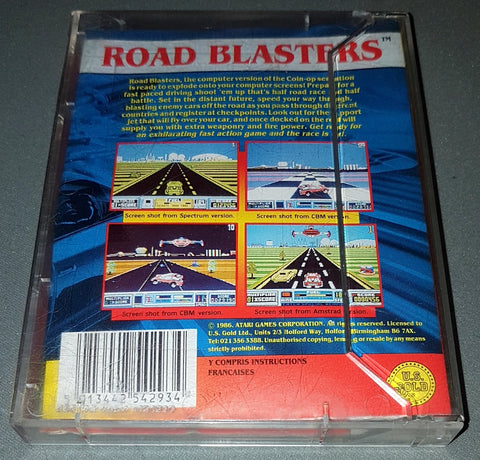 ROAD BLASTERS™
Road Blasters, the computer version of the Coin-op sensation
is ready to explode onto your computer screens! Prepare for a
fast paced driving shoot 'em up that's half road race and half
battle. Set in the distant future, speed your way through,
blasting enemy cars off the road as you pass through different
countries and register at checkpoints. Look out for the support
jet that will fly over your car, and once docked on the end will
supply you with extra weaponry and fire power. Get ready for
an exhilarating fast action game and the race is on!
Screen shot from Spectrum version.
Screen shot from CBM version.
10
Screen shot from CBM version.
SCORE
Screen shot from Amstrad version.
© 1986. ATARI GAMES CORPORATION. All rights reserved. Licensed to
U.S. Gold Ltd., Units 2/3 Holford Way, Holford, Birmingham B6 7AX.
Tel: 021 356 3388. Unauthorised copying, lending or resale by any means
strictly prohibited.
Y COMPRIS INSTRUCTIONS
FRANCAISES
5 013442 542934
U.S.
GOLD